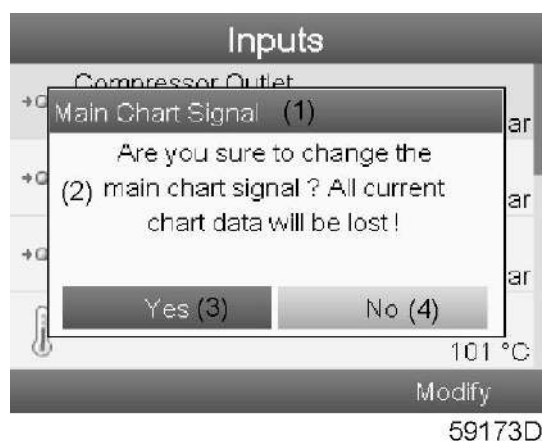 Inputs
Compressor Outlet
Main Chart Signal (1)
ar
Are you sure to change the
(2) main chart signal ? All current
ar
chart data will be lost !
ar
Yes (3) No (4)
101 °C
Modify
59173D